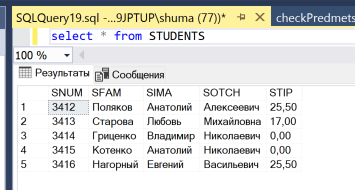 SQLQuery19.sql -...9JPTUP\shuma (77))* checkPredmets
select * from STUDENTS
100 %
Результаты Сообщения
SNUM SFAM SIMA SOTCH STIP
1 3412 Поляков Анатолий Алексеевич 25,50
2 3413 Старова Любовь Михайловна 17,00
3 3414 Гриценко Владимир Николаевич 0,00
4 3415 Котенко Анатолий Николаевич 0,00
5 3416 Нагорный Евгений Васильевич 25,50